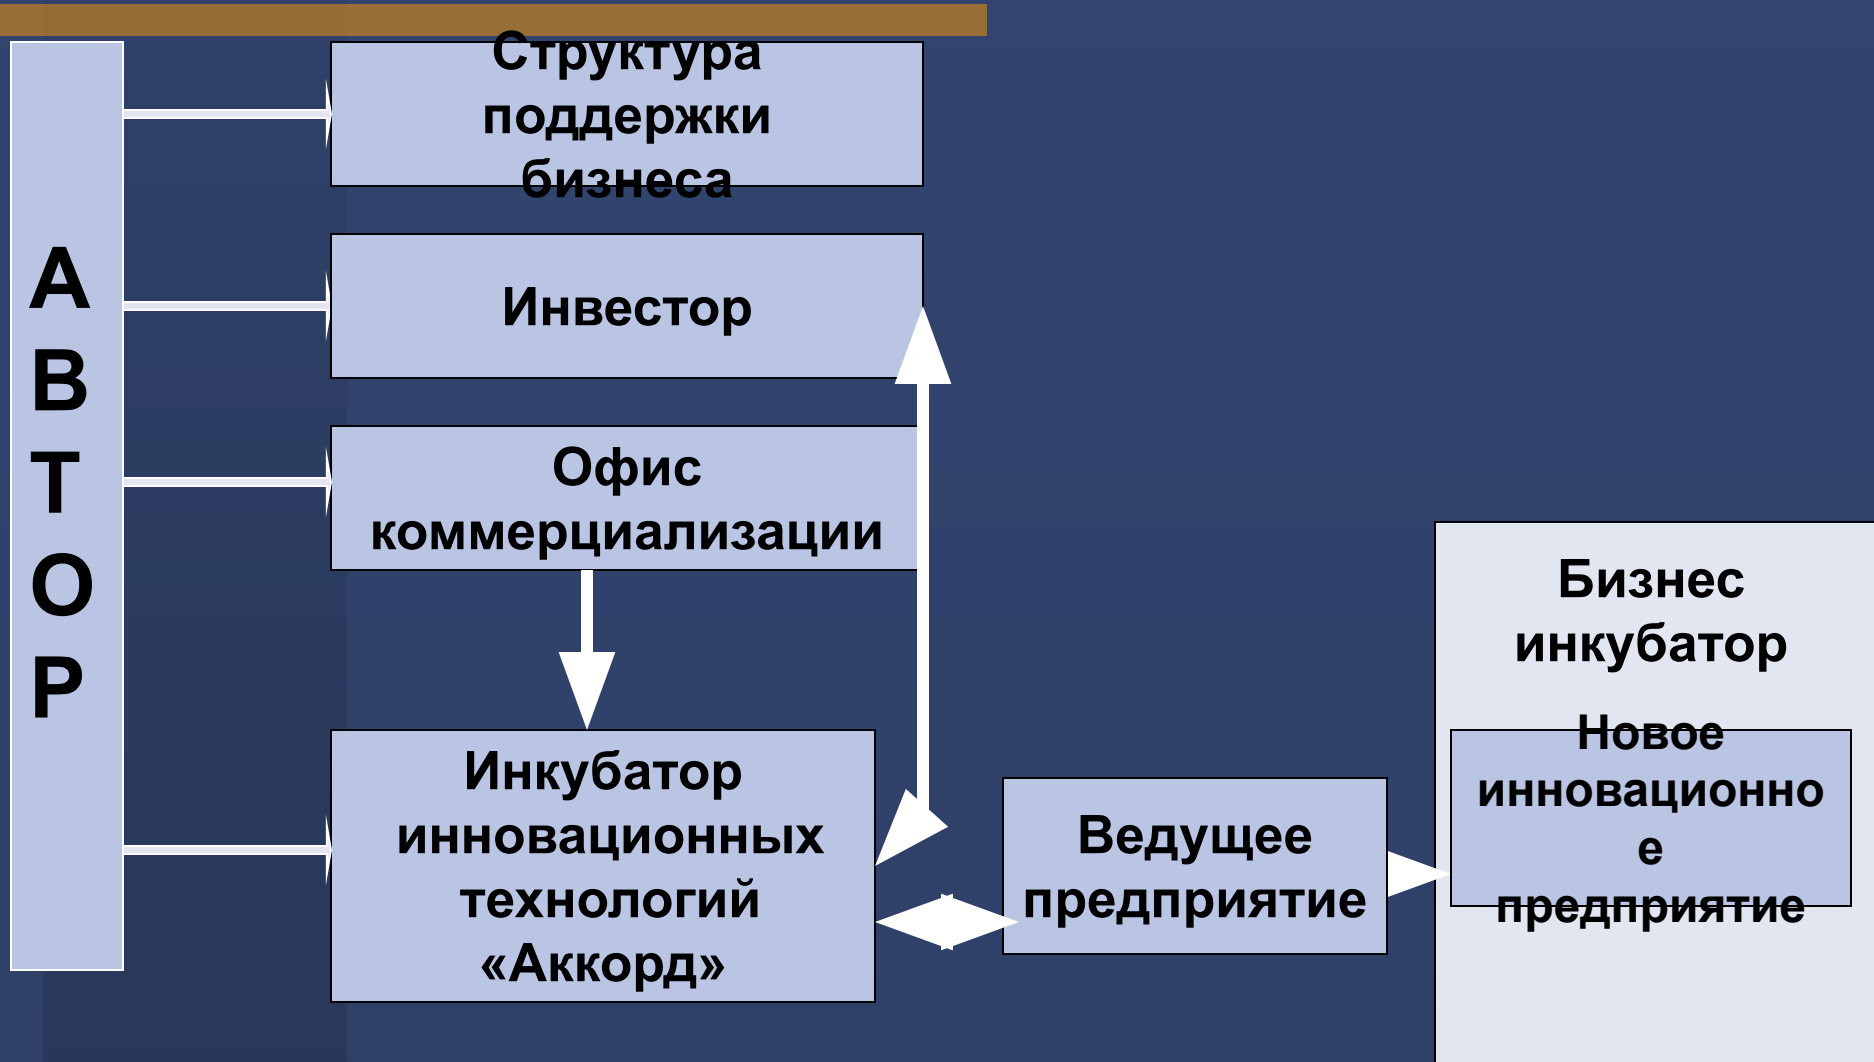 А
В
Т
О
Р
Структура
поддержки
бизнеса
Инвестор
Офис
коммерциализации
Инкубатор
инновационных
технологий
«Аккорд»
Ведущее
предприятие
Бизнес
инкубатор
Новое
инновационно
е
предприятие